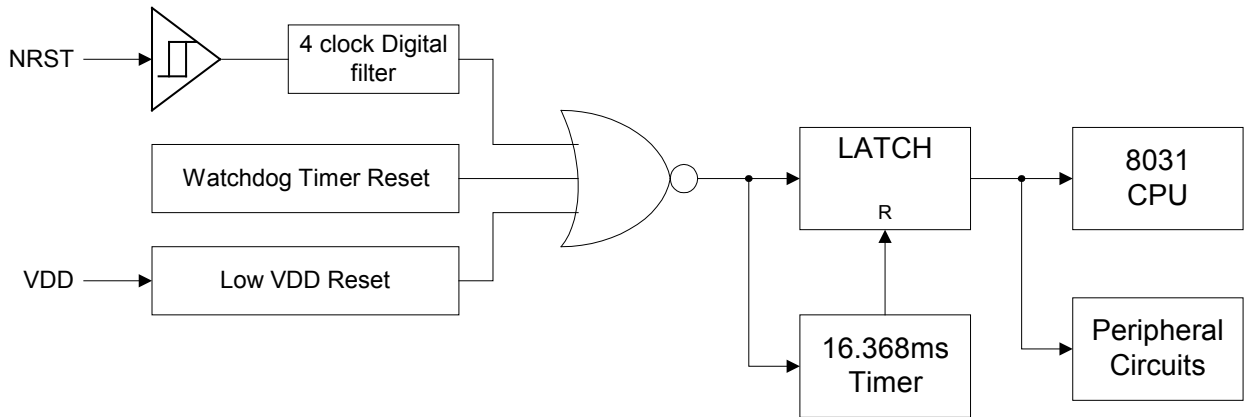 NRST
4 clock Digital
filter
Watchdog Timer Reset
VDD
Low VDD Reset
LATCH
R
16.368ms
Timer
8031
CPU
Peripheral
Circuits